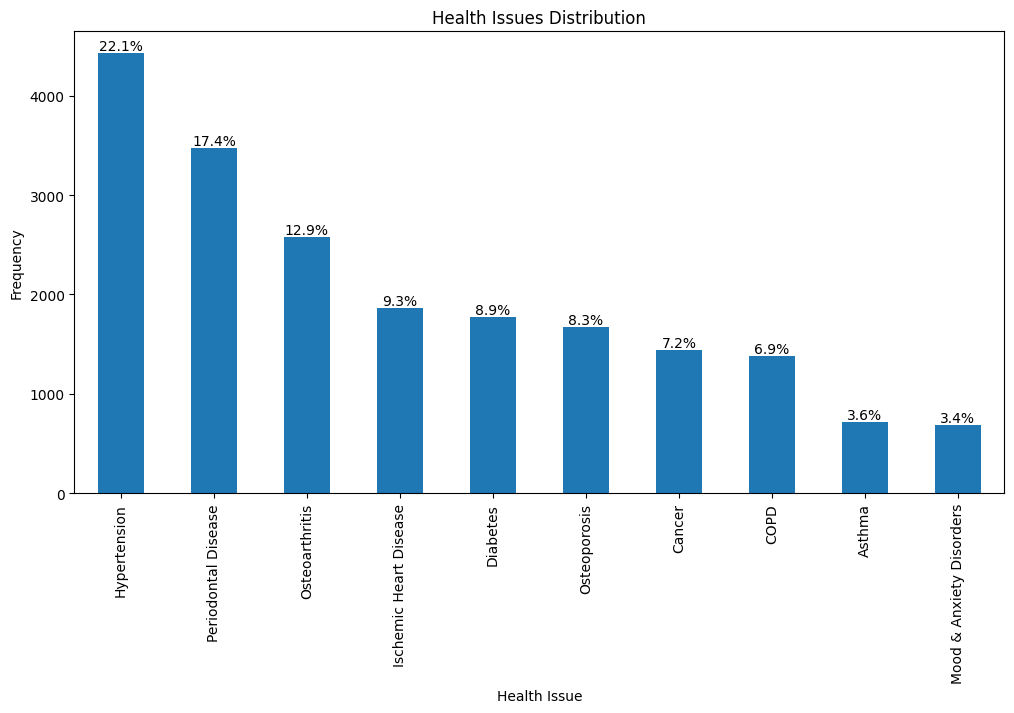 Health Issues Distribution
22.1%
17.4%
12.9%
9.3%
8.9%
8.3%
7.2%
6.9%
3.6%
3.4%
4000
3000
2000
1000
0
Frequency
Hypertension
Periodontal Disease
Osteoarthritis
Ischemic Heart Disease
Diabetes
Osteoporosis
Cancer
COPD
Asthma
Mood & Anxiety Disorders
Health Issue